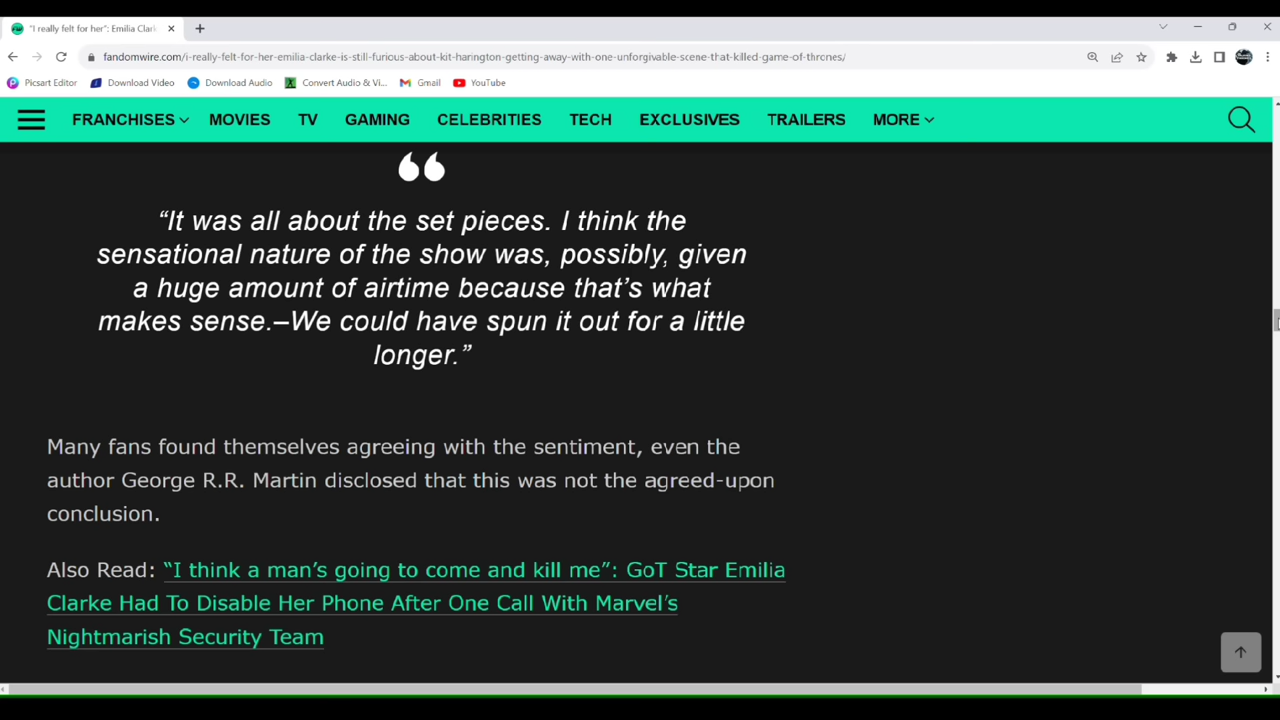 "I really felt for her": Emilia Clark
fandomwire.com/i-really-felt-for-her-emilia-clarke-is-still-furious-about-kit-harington-getting-away-with-one-unforgivable-scene-that-killed-game-of-thrones/
Picsart Editor Download Video Download Audio Convert Audio & Vi... Gmail YouTube
FRANCHISES MOVIES TV GAMING CELEBRITIES TECH EXCLUSIVES TRAILERS MORE
“It was all about the set pieces. I think the
sensational nature of the show was, possibly, given
a huge amount of airtime because that’s what
makes sense.–We could have spun it out for a little
longer.”
Many fans found themselves agreeing with the sentiment, even the
author George R.R. Martin disclosed that this was not the agreed-upon
conclusion.
Also Read: “I think a man’s going to come and kill me”: GoT Star Emilia
Clarke Had To Disable Her Phone After One Call With Marvel’s
Nightmarish Security Team